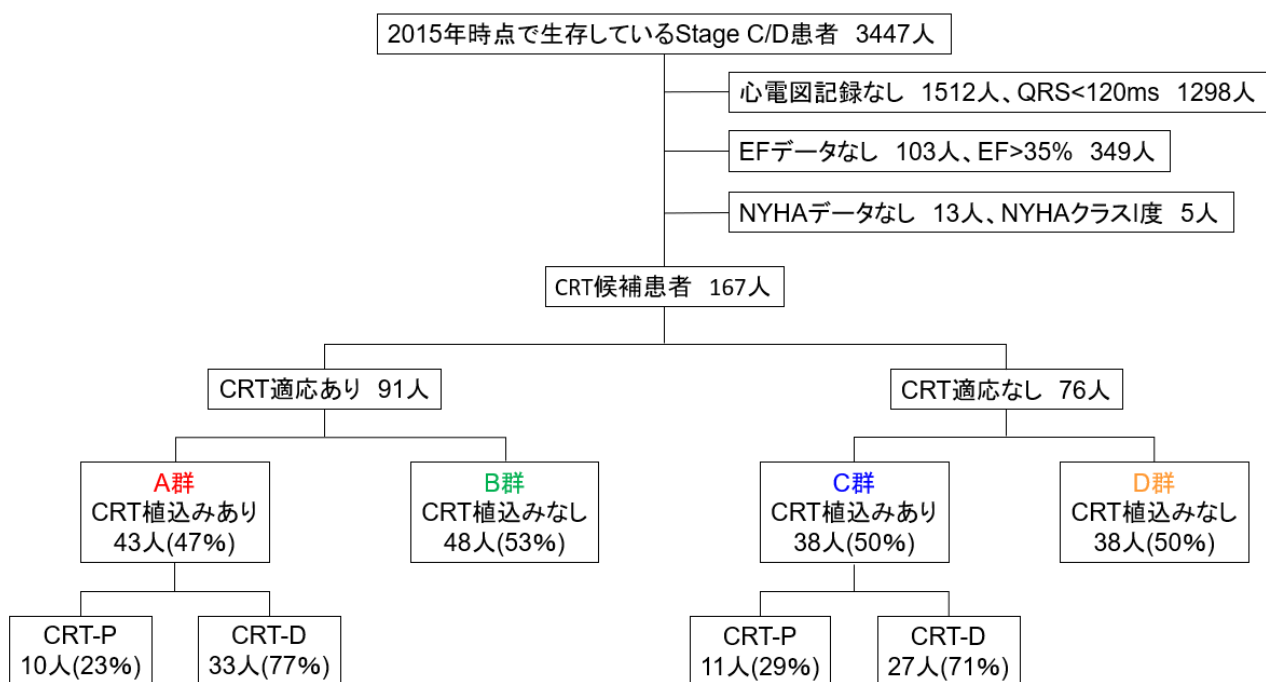 2015年時点で生存しているStage C/D患者 3447人
心電図記録なし 1512人、QRS<120ms 1298人
EFデータなし 103人、EF>35% 349人
NYHAデータなし 13人、NYHAクラスI度 5人
CRT候補患者 167人
CRT適応あり 91人
CRT適応なし 76人
A群
CRT植込みあり
43人(47%)
B群
CRT植込みなし
48人(53%)
C群
CRT植込みあり
38人(50%)
D群
CRT植込みなし
38人(50%)
CRT-P
10人(23%)
CRT-D
33人(77%)
CRT-P
11人(29%)
CRT-D
27人(71%)